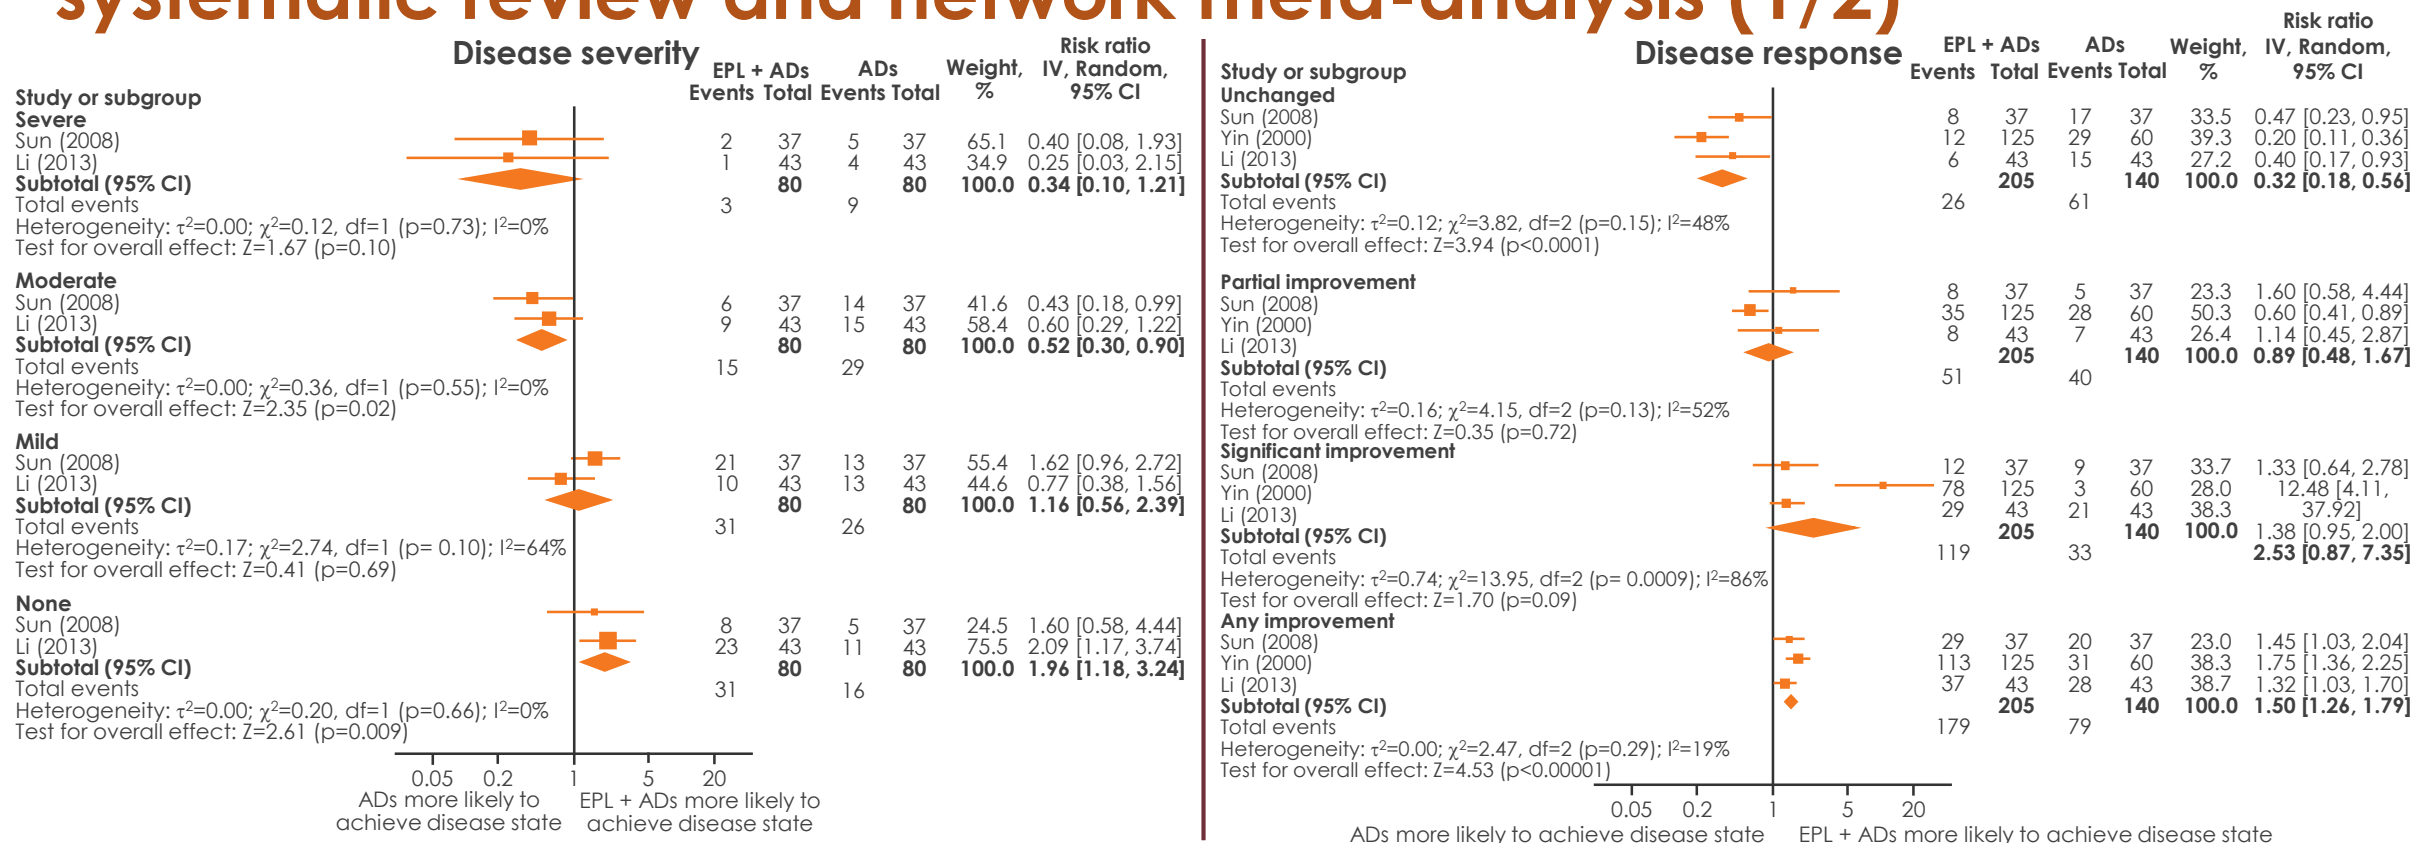 systematic review and network meta-analysis (1/2)
Disease severity
EPL + ADs ADs Weight, Risk ratio
Events Total Events Total % IV, Random, 95% CI
Study or subgroup
Severe
Sun (2008) 2 37 5 37 65.1 0.40 [0.08, 1.93]
Li (2013) 1 43 4 43 34.9 0.25 [0.03, 2.15]
Subtotal (95% CI) 80 80 100.0 0.34 [0.10, 1.21]
Total events 3 9
Heterogeneity: τ²=0.00; χ²=0.12, df=1 (p=0.73); I²=0%
Test for overall effect: Z=1.67 (p=0.10)
Moderate
Sun (2008) 6 37 14 37 41.6 0.43 [0.18, 0.99]
Li (2013) 9 43 15 43 58.4 0.60 [0.29, 1.22]
Subtotal (95% CI) 80 80 100.0 0.52 [0.30, 0.90]
Total events 15 29
Heterogeneity: τ²=0.00; χ²=0.36, df=1 (p=0.55); I²=0%
Test for overall effect: Z=2.35 (p=0.02)
Mild
Sun (2008) 21 37 13 37 55.4 1.62 [0.96, 2.72]
Li (2013) 10 43 13 43 44.6 0.77 [0.38, 1.56]
Subtotal (95% CI) 80 80 100.0 1.16 [0.56, 2.39]
Total events 31 26
Heterogeneity: τ²=0.17; χ²=2.74, df=1 (p= 0.10); I²=64%
Test for overall effect: Z=0.41 (p=0.69)
None
Sun (2008) 8 37 5 37 24.5 1.60 [0.58, 4.44]
Li (2013) 23 43 11 43 75.5 2.09 [1.17, 3.74]
Subtotal (95% CI) 80 80 100.0 1.96 [1.18, 3.24]
Total events 31 16
Heterogeneity: τ²=0.00; χ²=0.20, df=1 (p=0.66); I²=0%
Test for overall effect: Z=2.61 (p=0.009)
0.05 0.2 1 5 20
ADs more likely to achieve disease state
EPL + ADs more likely to achieve disease state
Disease response
EPL + ADs ADs Weight, Risk ratio
Events Total Events Total % IV, Random, 95% CI
Study or subgroup
Unchanged
Sun (2008) 8 37 17 37 33.5 0.47 [0.23, 0.95]
Yin (2000) 12 125 29 60 39.3 0.20 [0.11, 0.36]
Li (2013) 6 43 15 43 27.2 0.40 [0.17, 0.93]
Subtotal (95% CI) 205 140 100.0 0.32 [0.18, 0.56]
Total events 26 61
Heterogeneity: τ²=0.12; χ²=3.82, df=2 (p=0.15); I²=48%
Test for overall effect: Z=3.94 (p<0.0001)
Partial improvement
Sun (2008) 8 37 5 37 23.3 1.60 [0.58, 4.44]
Yin (2000) 35 125 28 60 50.3 0.60 [0.41, 0.89]
Li (2013) 8 43 7 43 26.4 1.14 [0.45, 2.87]
Subtotal (95% CI) 205 140 100.0 0.89 [0.48, 1.67]
Total events 51 40
Heterogeneity: τ²=0.16; χ²=4.15, df=2 (p=0.13); I²=52%
Test for overall effect: Z=0.35 (p=0.72)
Significant improvement
Sun (2008) 12 37 9 37 33.7 1.33 [0.64, 2.78]
Yin (2000) 78 125 3 60 28.0 12.48 [4.11, 37.92]
Li (2013) 29 43 21 43 38.3 1.38 [0.95, 2.00]
Subtotal (95% CI) 205 140 100.0 2.53 [0.87, 7.35]
Total events 119 33
Heterogeneity: τ²=0.74; χ²=13.95, df=2 (p= 0.0009); I²=86%
Test for overall effect: Z=1.70 (p=0.09)
Any improvement
Sun (2008) 29 37 20 37 23.0 1.45 [1.03, 2.04]
Yin (2000) 113 125 31 60 38.3 1.75 [1.36, 2.25]
Li (2013) 37 43 28 43 38.7 1.32 [1.03, 1.70]
Subtotal (95% CI) 205 140 100.0 1.50 [1.26, 1.79]
Total events 179 79
Heterogeneity: τ²=0.00; χ²=2.47, df=2 (p=0.29); I²=19%
Test for overall effect: Z=4.53 (p<0.00001)
0.05 0.2 1 5 20
ADs more likely to achieve disease state
EPL + ADs more likely to achieve disease state